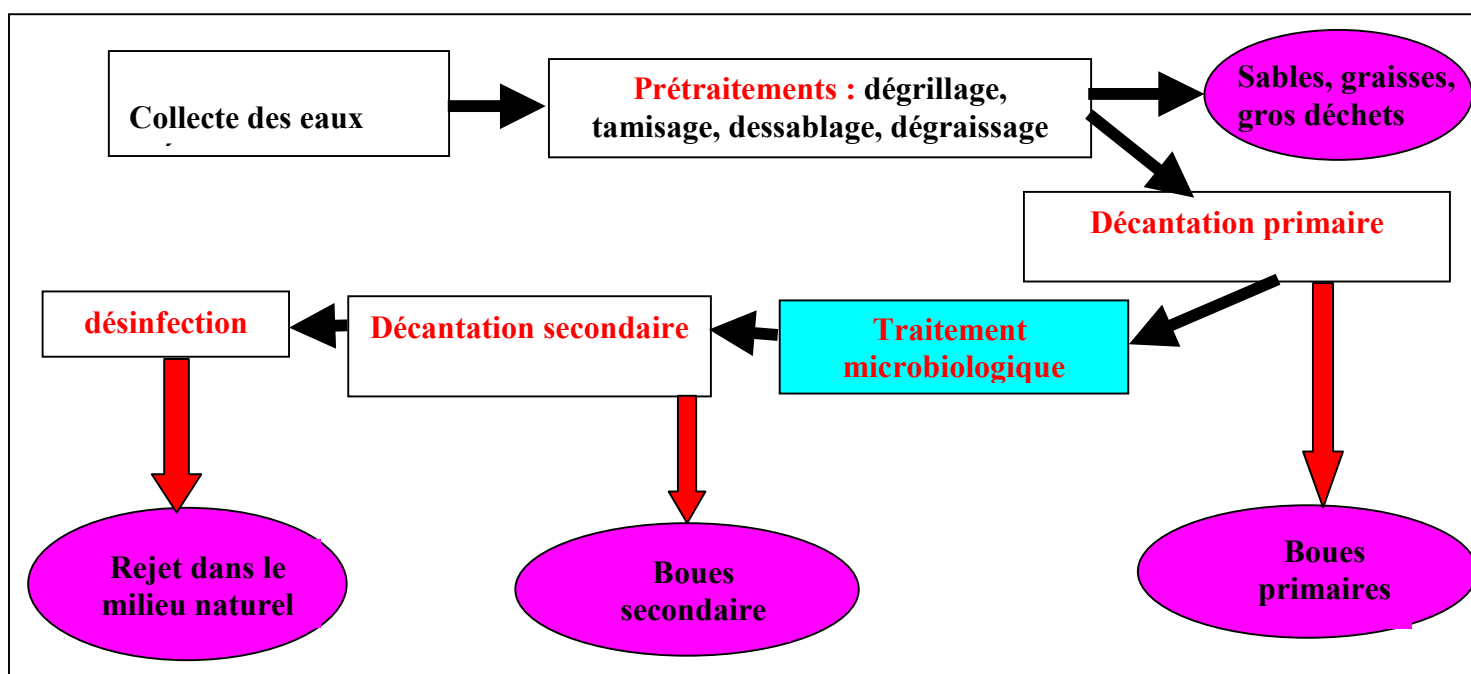 Collecte des eaux
Prétraitements : dégrillage,
tamisage, dessablage, dégraissage
Sables, graisses,
gros déchets
Décantation primaire
Traitement
microbiologique
Décantation secondaire
désinfection
Rejet dans le
milieu naturel
Boues
secondaire
Boues
primaires